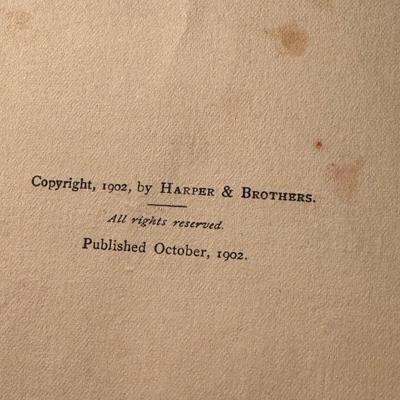 Copyright, 1902, by HARPER & BROTHERS.
All rights reserved.
Published October, 1902.